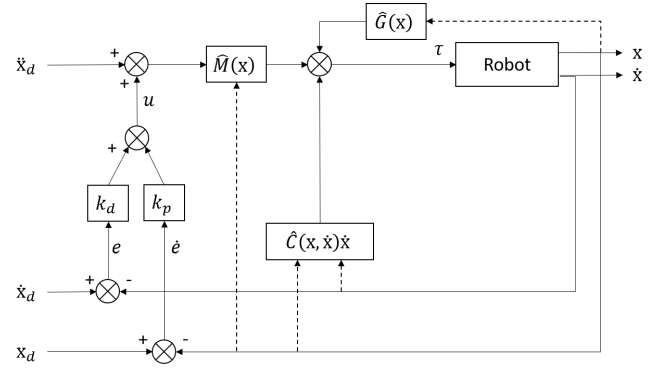 Ĝ(x)
ẍ_d
+
+
M̂(x)
τ
Robot
x
ẋ
u
+
k_d
k_p
Ĉ(x, ẋ)ẋ
e
ė
ẋ_d
+
-
x_d
+
-